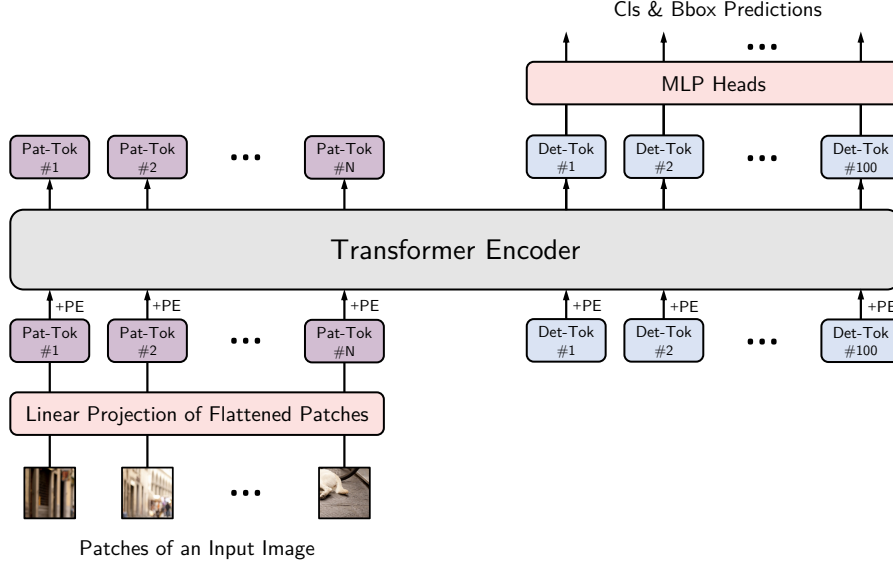 Cls & Bbox Predictions
MLP Heads
Pat-Tok #1
Pat-Tok #2
...
Pat-Tok #N
Det-Tok #1
Det-Tok #2
...
Det-Tok #100
Transformer Encoder
+PE
+PE
+PE
+PE
+PE
+PE
Pat-Tok #1
Pat-Tok #2
...
Pat-Tok #N
Det-Tok #1
Det-Tok #2
...
Det-Tok #100
Linear Projection of Flattened Patches
Patches of an Input Image